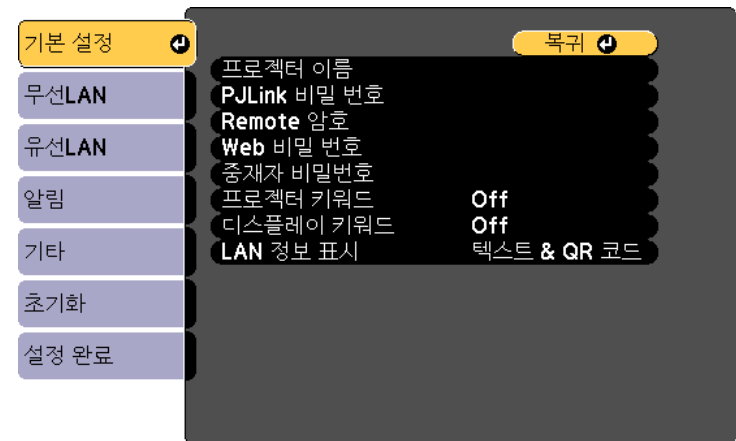 기본 설정
무선LAN
유선LAN
알림
기타
초기화
설정 완료
복귀
프로젝터 이름
PJLink 비밀 번호
Remote 암호
Web 비밀 번호
중재자 비밀번호
프로젝터 키워드 Off
디스플레이 키워드 Off
LAN 정보 표시 텍스트 & QR 코드